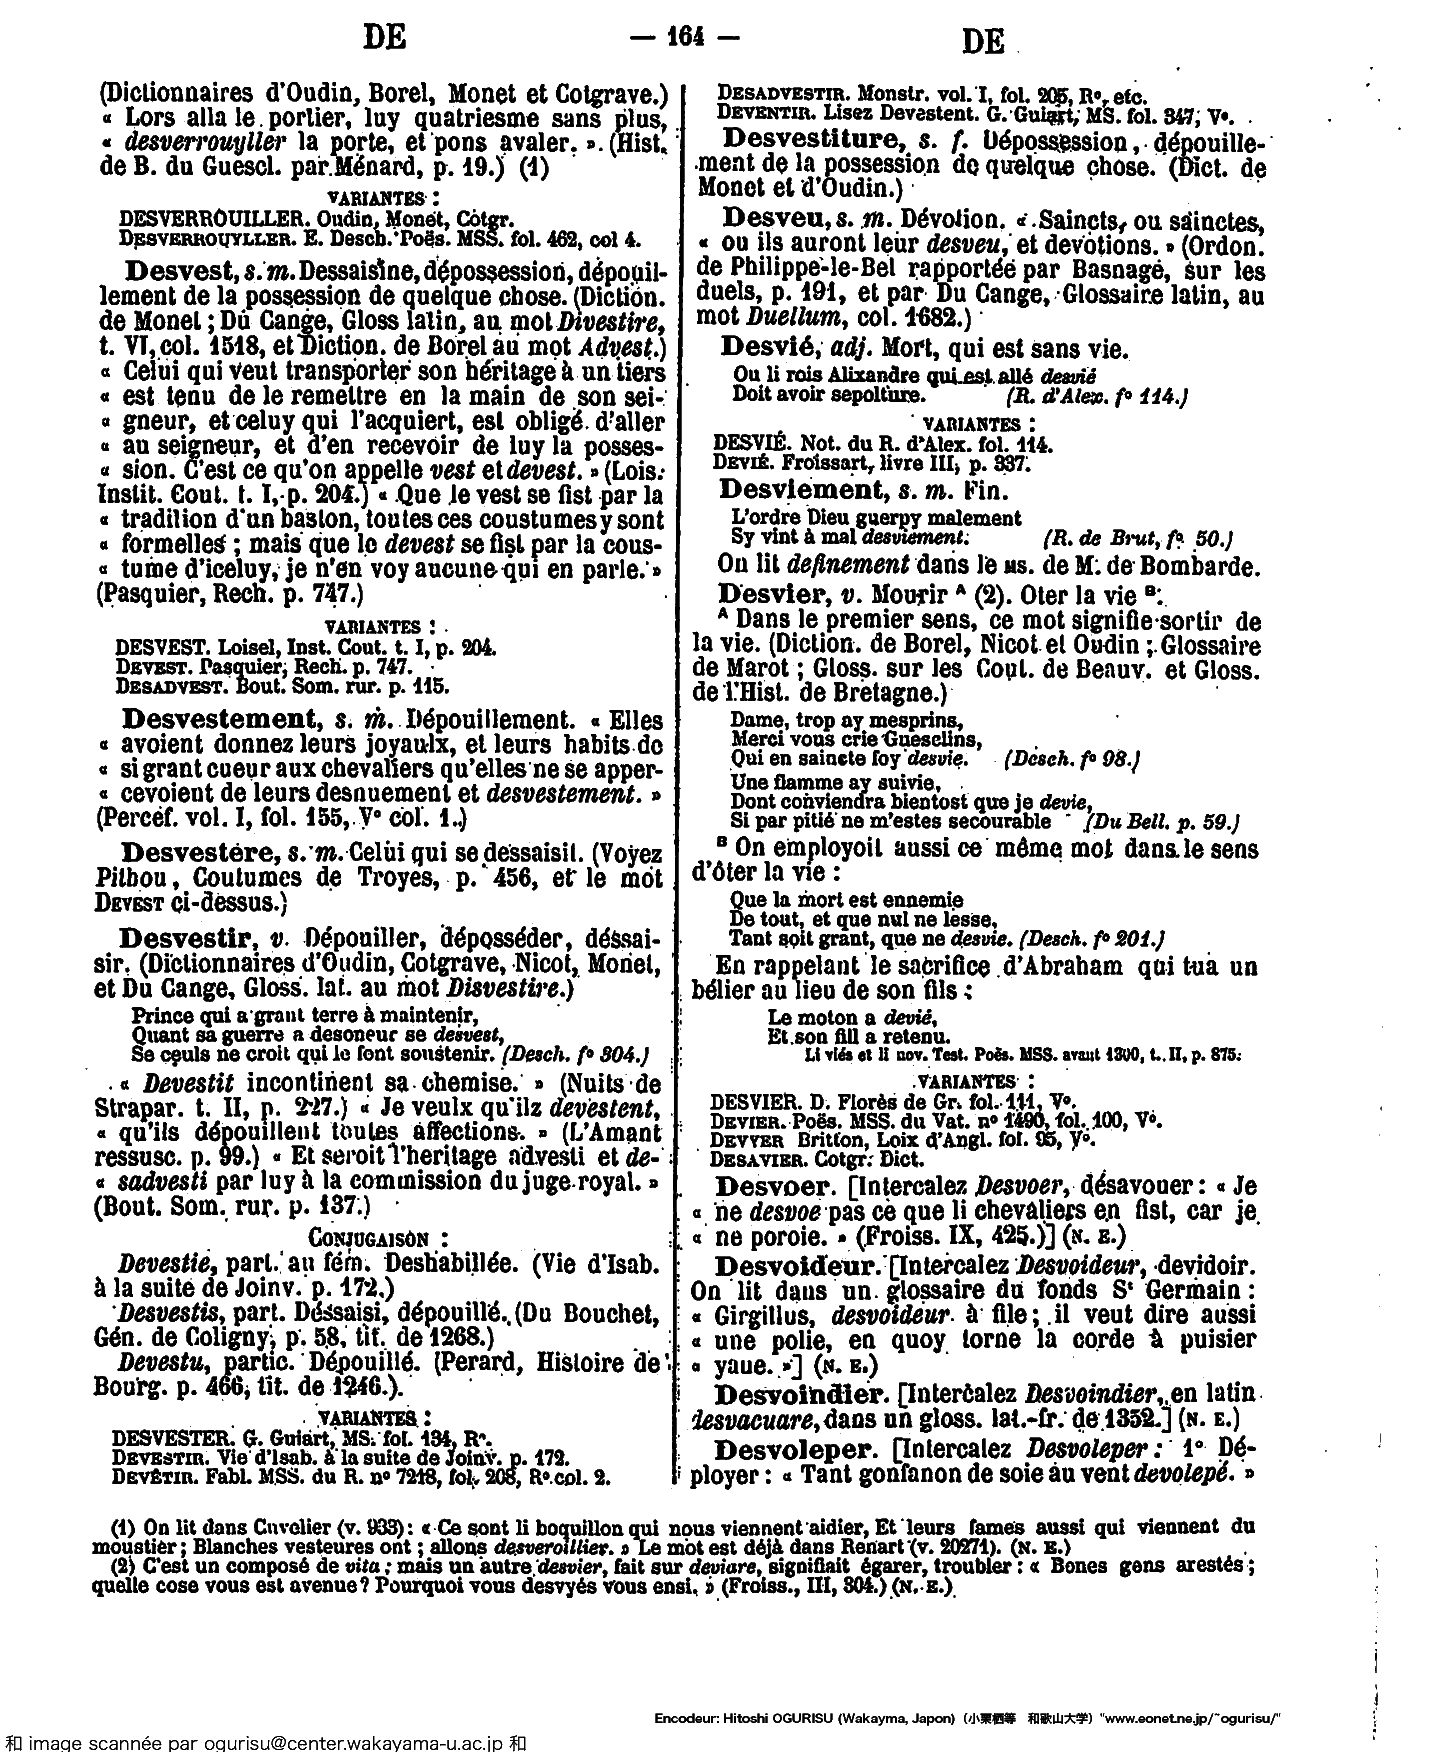 DE
— 164 —
DE
(Dictionnaires d'Oudin, Borel, Monet et Cotgrave.)
« Lors alla le portier, luy quatriesme sans plus,
« desverrouyller la porte, et pons avaler. » (Hist.
de B. du Guescl. par Ménard, p. 19.) (1)
VARIANTES :
DESVERROUILLER. Oudin, Monet, Cotgr.
DESVERROUYLLER. E. Desch. Poës. MSS. fol. 462, col 4.
Desvest, s. m. Dessaisine, dépossession, dépouil-
lement de la possession de quelque chose. (Diction.
de Monet ; Du Cange, Gloss latin, au mot Divestire,
t. VI, col. 1518, et Diction. de Borel au mot Advest.)
« Celui qui veut transporter son héritage à un tiers
« est tenu de le remettre en la main de son sei-
« gneur, et celuy qui l'acquiert, est obligé d'aller
« au seigneur, et d'en recevoir de luy la posses-
« sion. C'est ce qu'on appelle vest et devest. » (Lois.
Instit. Cout. t. I, p. 204.) « Que le vest se fist par la
« tradition d'un baston, toutes ces coustumes y sont
« formelles ; mais que le devest se fist par la cous-
« tume d'iceluy, je n'en voy aucune qui en parle. »
(Pasquier, Rech. p. 747.)
VARIANTES :
DESVEST. Loisel, Inst. Cout. t. I, p. 204.
DEVEST. Pasquier, Rech. p. 747.
DESADVEST. Bout. Som. rur. p. 115.
Desvestement, s. m. Dépouillement. « Elles
« avoient donnez leurs joyaulx, et leurs habits de
« si grant cueur aux chevaliers qu'elles ne se apper-
« cevoient de leurs desnuement et desvestement. »
(Percef. vol. I, fol. 155, V° col. 1.)
Desvestere, s. m. Celui qui se dessaisit. (Voyez
Pithou, Coutumes de Troyes, p. 456, et le mot
DEVEST ci-dessus.)
Desvestir, v. Dépouiller, déposséder, dessai-
sir. (Dictionnaires d'Oudin, Cotgrave, Nicot, Monet,
et Du Cange, Gloss. lat. au mot Disvestire.)
Prince qui a grant terre à maintenir,
Quant sa guerre a desoneur se desvest,
Se ceuls ne croit qui le font soustenir. (Desch. f° 304.)
« Devestit incontinent sa chemise. » (Nuits de
Strapar. t. II, p. 227.) « Je veulx qu'ilz devestent,
« qu'ils dépouillent toutes affections. » (L'Amant
ressusc. p. 99.) « Et seroit l'heritage advesti et de-
« sadvesti par luy à la commission du juge royal. »
(Bout. Som. rur. p. 137.)
CONJUGAISON :
Devestie, part. au fém. Deshabillée. (Vie d'Isab.
à la suite de Joinv. p. 172.)
Desvestis, part. Dessaisi, dépouillé. (Du Bouchet,
Gén. de Coligny, p. 58, tit. de 1268.)
Devestu, partic. Dépouillé. (Perard, Histoire de
Bourg. p. 466, tit. de 1246.)
VARIANTES :
DESVESTER. G. Guiart, MS. fol. 134, R°.
DEVESTIR. Vie d'Isab. à la suite de Joinv. p. 172.
DEVÊTIR. Fabl. MSS. du R. n° 7218, fol. 208, R° col. 2.
DESADVESTIR. Monstr. vol. I, fol. 205, R°, etc.
DEVENTIR. Lisez Devestent. G. Guiart, MS. fol. 347, V°.
Desvestiture, s. f. Dépossession, dépouille-
ment de la possession de quelque chose. (Dict. de
Monet et d'Oudin.)
Desveu, s. m. Dévotion. « Saincts, ou sainctes,
« ou ils auront leur desveu, et devotions. » (Ordon.
de Philippe-le-Bel rapportée par Basnage, sur les
duels, p. 191, et par Du Cange, Glossaire latin, au
mot Duellum, col. 1682.)
Desvié, adj. Mort, qui est sans vie.
Ou li rois Alixandre qui est allé desvié
Doit avoir sepolture. (R. d'Alex. f° 114.)
VARIANTES :
DESVIÉ. Not. du R. d'Alex. fol. 114.
DEVIÉ. Froissart, livre III, p. 337.
Desviement, s. m. Fin.
L'ordre Dieu guerpy malement
Sy vint à mal desviement. (R. de Brut, f° 50.)
On lit definement dans le MS. de M. de Bombarde.
Desvier, v. Mourir A (2). Oter la vie B.
A Dans le premier sens, ce mot signifie sortir de
la vie. (Diction. de Borel, Nicot et Oudin ; Glossaire
de Marot ; Gloss. sur les Cout. de Beauv. et Gloss.
de l'Hist. de Bretagne.)
Dame, trop ay mesprins,
Merci vous crie Guesclins,
Qui en saincte foy desvie. (Desch. f° 98.)
Une flamme ay suivie,
Dont conviendra bientost que je devie,
Si par pitié ne m'estes secourable (Du Bell. p. 59.)
B On employoit aussi ce même mot dans le sens
d'ôter la vie :
Que la mort est ennemie
De tout, et que nul ne lesse,
Tant soit grant, que ne desvie. (Desch. f° 201.)
En rappelant le sacrifice d'Abraham qui tua un
bélier au lieu de son fils :
Le moton a devié,
Et son fill a retenu.
Li viés et li nov. Test. Poës. MSS. avant 1300, t. II, p. 875.
VARIANTES :
DESVIER. D. Florès de Gr. fol. 111, V°.
DEVIER. Poës. MSS. du Vat. n° 1490, fol. 100, V°.
DEVYER Britton, Loix d'Angl. fol. 95, V°.
DESAVIER. Cotgr. Dict.
Desvoer. [Intercalez Desvoer, désavouer : « Je
« ne desvoe pas ce que li chevaliers en fist, car je
« ne poroie. » (Froiss. IX, 425.)] (N. E.)
Desvoideur. [Intercalez Desvoideur, devidoir.
On lit dans un glossaire du fonds St Germain :
« Girgillus, desvoideur à file ; il veut dire aussi
« une polie, en quoy torne la corde à puisier
« yaue. »] (N. E.)
Desvoindier. [Intercalez Desvoindier, en latin
desvacuare, dans un gloss. lat.-fr. de 1352.] (N. E.)
Desvoleper. [Intercalez Desvoleper : 1° Dé-
ployer : « Tant gonfanon de soie au vent devolepé. »
(1) On lit dans Cuvelier (v. 933) : « Ce sont li boquillon qui nous viennent aidier, Et leurs fames aussi qui viennent du
moustier ; Blanches vesteures ont ; allons desveroillier. » Le mot est déjà dans Renart (v. 20271). (N. E.)
(2) C'est un composé de vita ; mais un autre desvier, fait sur deviare, signifiait égarer, troubler : « Bones gens arestés ;
quelle cose vous est avenue ? Pourquoi vous desvyés vous ensi. » (Froiss., III, 304.) (N. E.)
Encodeur: Hitoshi OGURISU (Wakayma, Japon) (小栗栖等 和歌山大学) "www.eonet.ne.jp/~ogurisu/"
和 image scannée par ogurisu@center.wakayama-u.ac.jp 和